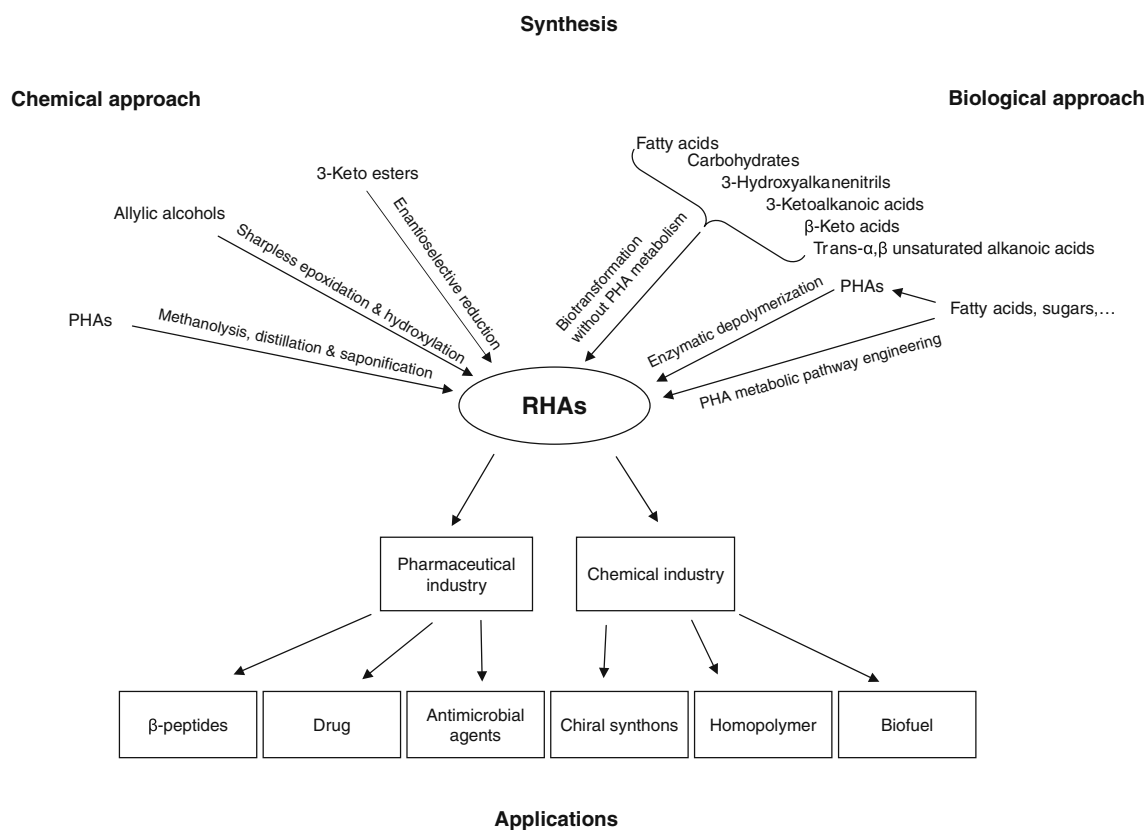 Synthesis
Chemical approach
Biological approach
Fatty acids
Carbohydrates
3-Hydroxyalkanenitrils
3-Ketoalkanoic acids
β-Keto acids
Trans-α,β unsaturated alkanoic acids
3-Keto esters
Allylic alcohols
PHAs
Enantioselective reduction
Sharpless epoxidation & hydroxylation
Methanolysis, distillation & saponification
Biotransformation
without PHA metabolism
PHAs
Fatty acids, sugars,...
Enzymatic depolymerization
PHA metabolic pathway engineering
RHAs
Pharmaceutical
industry
Chemical industry
β-peptides
Drug
Antimicrobial
agents
Chiral synthons
Homopolymer
Biofuel
Applications